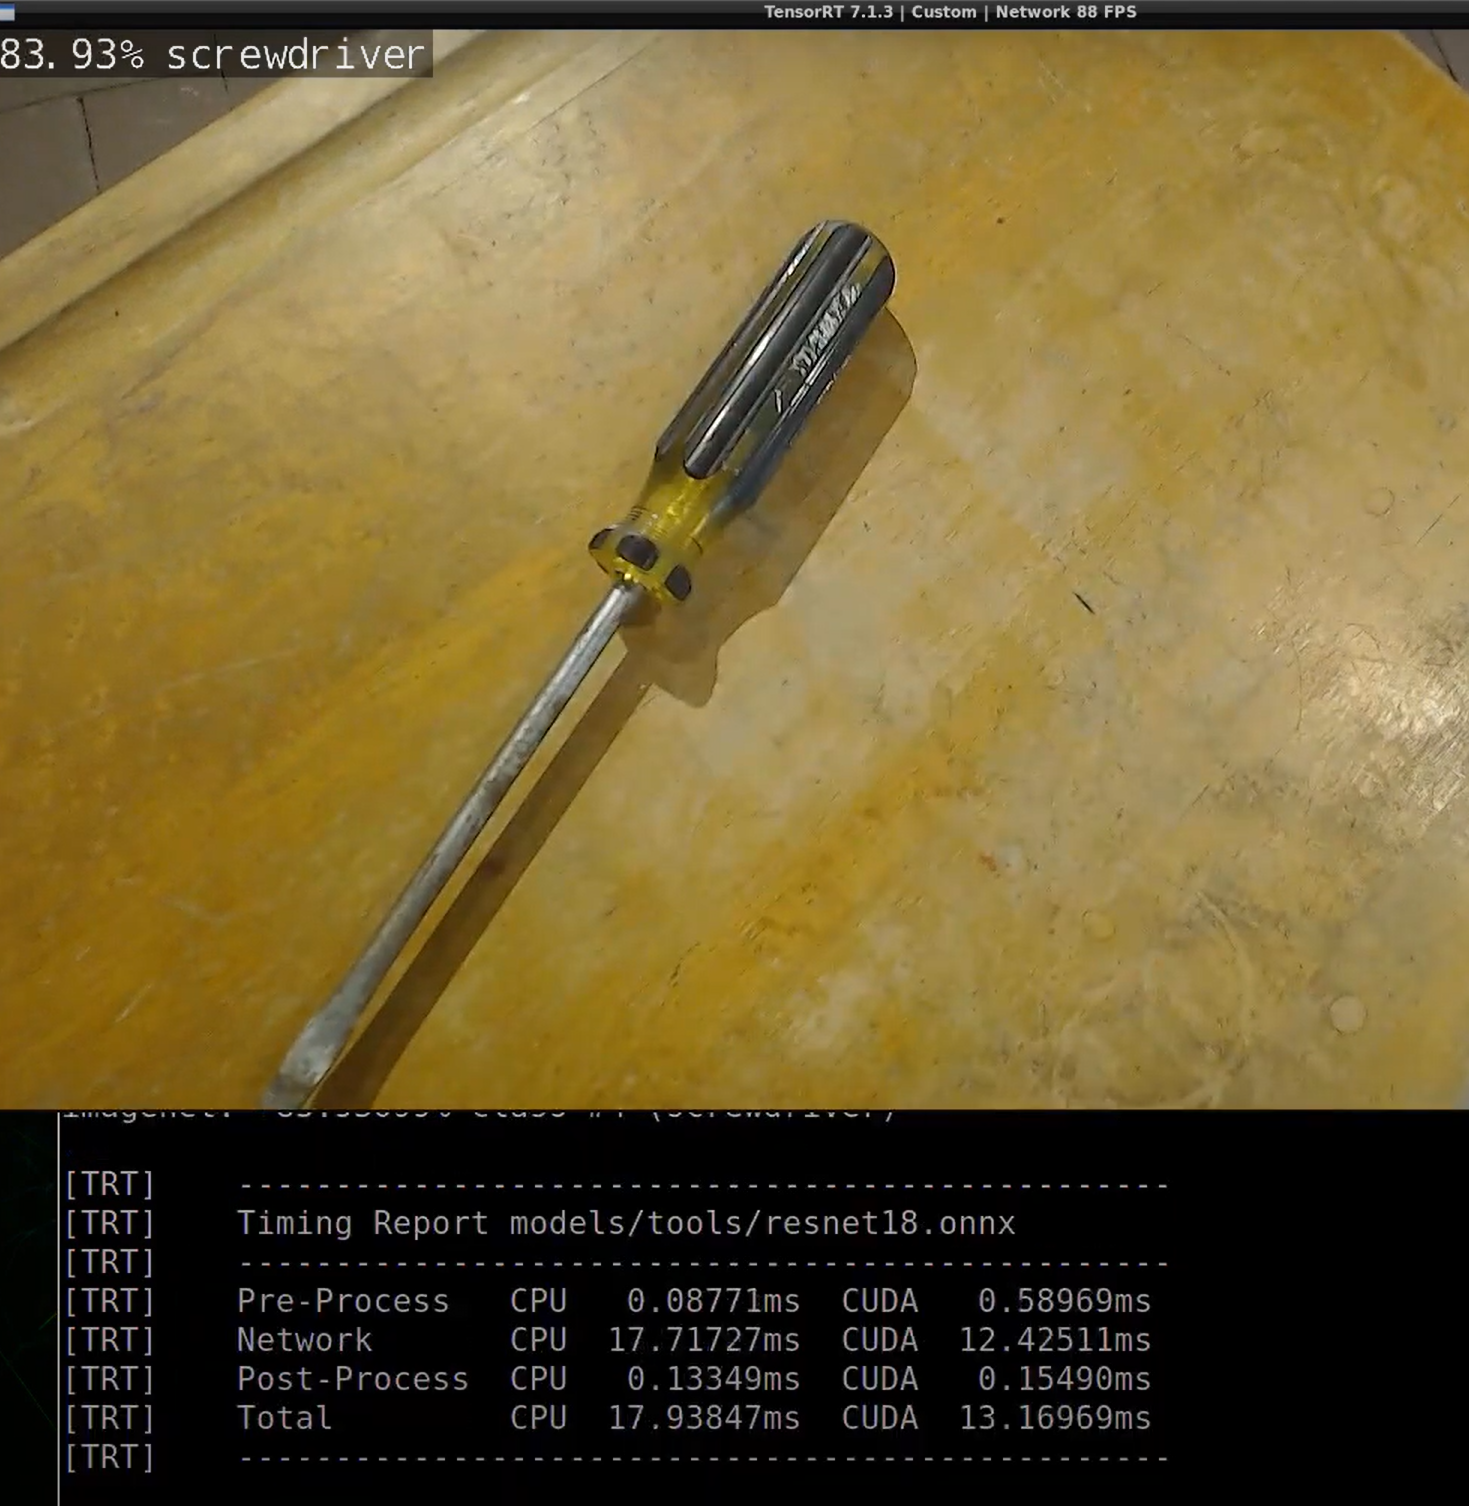 TensorRT 7.1.3 | Custom | Network 88 FPS
83.93% screwdriver
[TRT] ------------------------------------------------
[TRT] Timing Report models/tools/resnet18.onnx
[TRT] ------------------------------------------------
[TRT] Pre-Process CPU 0.08771ms CUDA 0.58969ms
[TRT] Network CPU 17.71727ms CUDA 12.42511ms
[TRT] Post-Process CPU 0.13349ms CUDA 0.15490ms
[TRT] Total CPU 17.93847ms CUDA 13.16969ms
[TRT] ------------------------------------------------